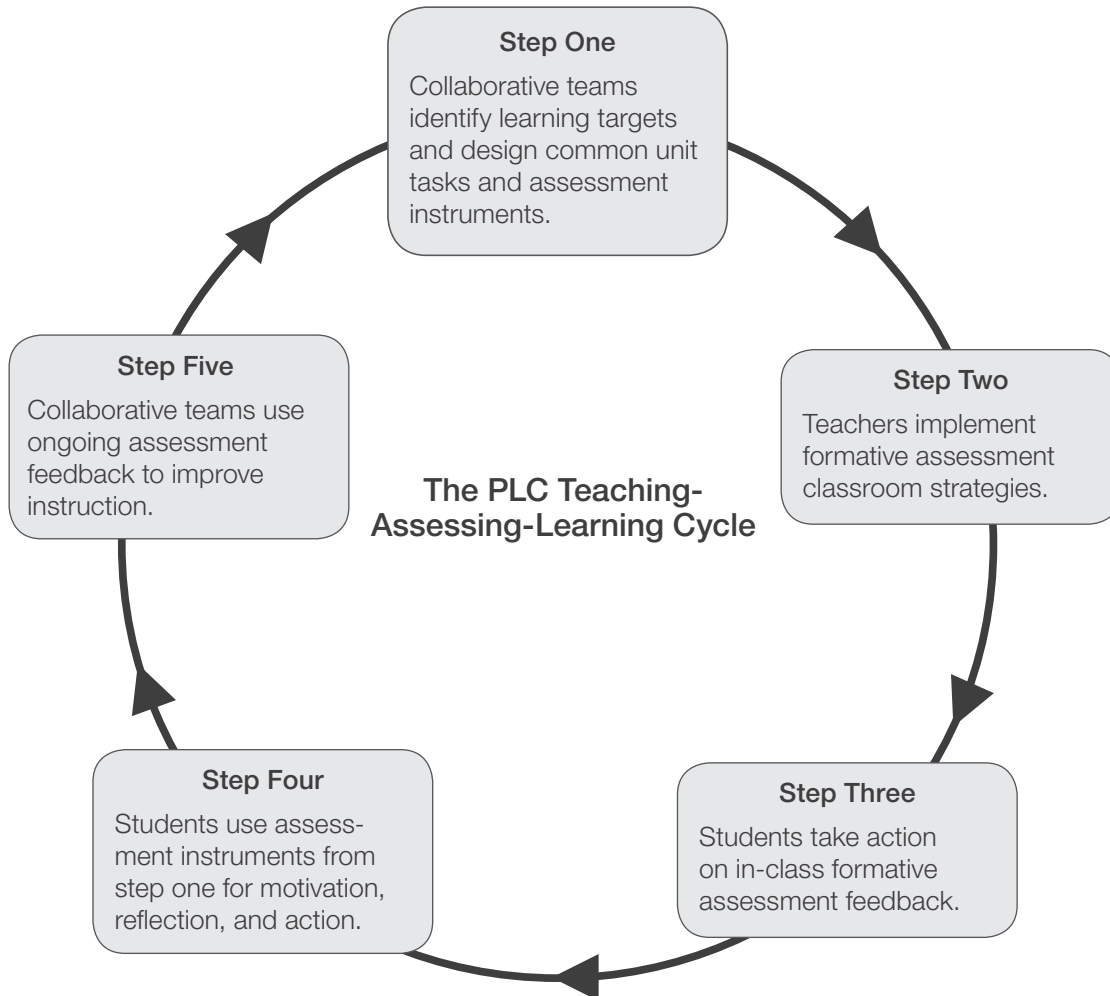 Step One
Collaborative teams
identify learning targets
and design common unit
tasks and assessment
instruments.
Step Two
Teachers implement
formative assessment
classroom strategies.
Step Three
Students take action
on in-class formative
assessment feedback.
Step Four
Students use assess-
ment instruments from
step one for motivation,
reflection, and action.
Step Five
Collaborative teams use
ongoing assessment
feedback to improve
instruction.
The PLC Teaching-
Assessing-Learning Cycle